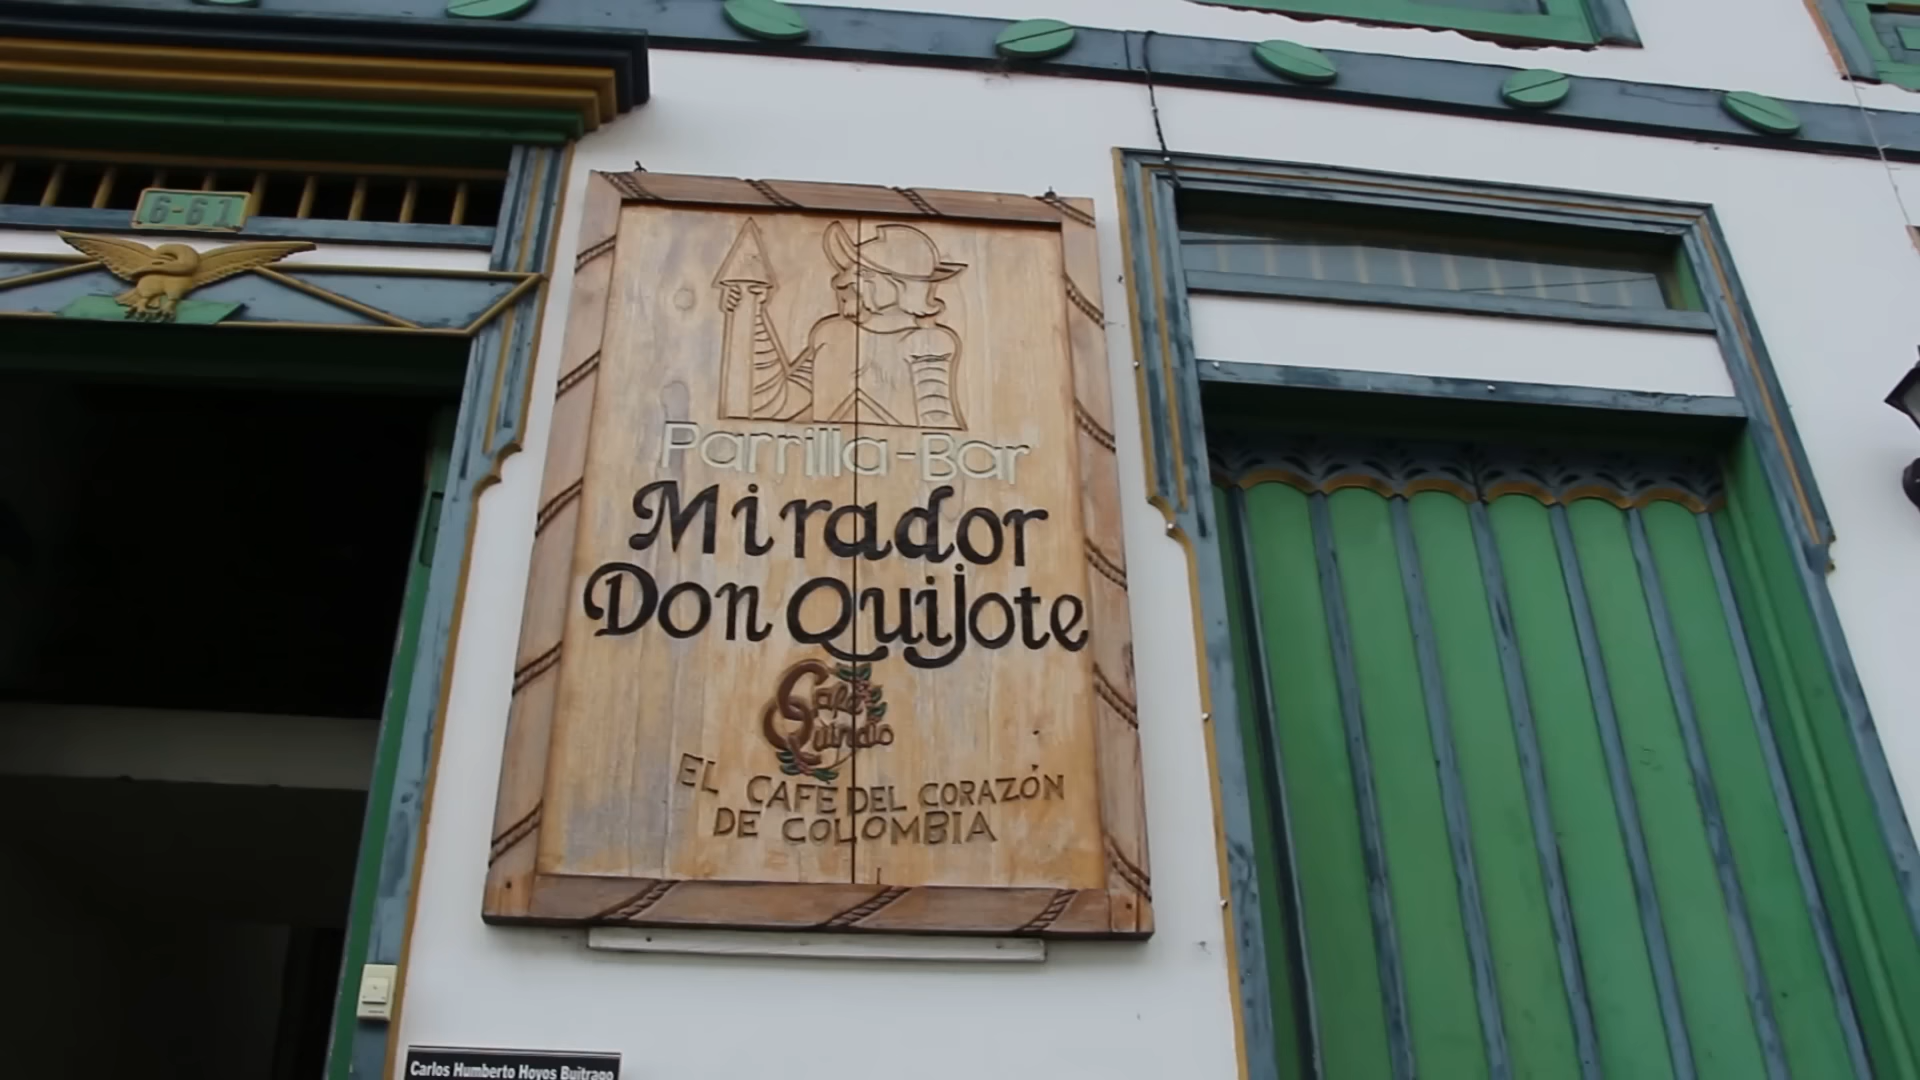 6-61
Parrilla-Bar
Mirador
Don Quijote
Café
Quindío
EL CAFÉ DEL CORAZÓN
DE COLOMBIA
Carlos Humberto Hoyos Buitrago